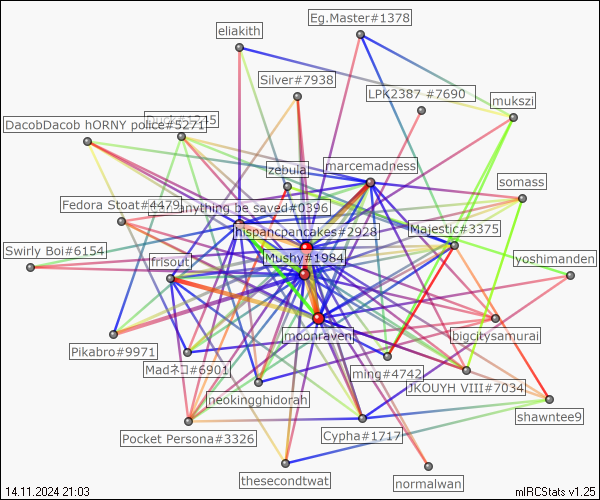 Eg.Master#1378
eliakith
Silver#7938
LPK2387 #7690
mukszi
DacobDacob hORNY police#5271
marcemadness
zebula
somass
Fedora Stoat#4479
anything be saved#0396
hispancpancakes#2928
Majestic#3375
Swirly Boi#6154
frisout
Mushy#1984
yoshimanden
moonraven
bigcitysamurai
Pikabro#9971
Madネコ#6901
ming#4742
JKOUYH VIII#7034
neokingghidorah
shawntee9
Pocket Persona#3326
Cypha#1717
thesecondtwat
normalwan
14.11.2024 21:03
mIRCStats v1.25